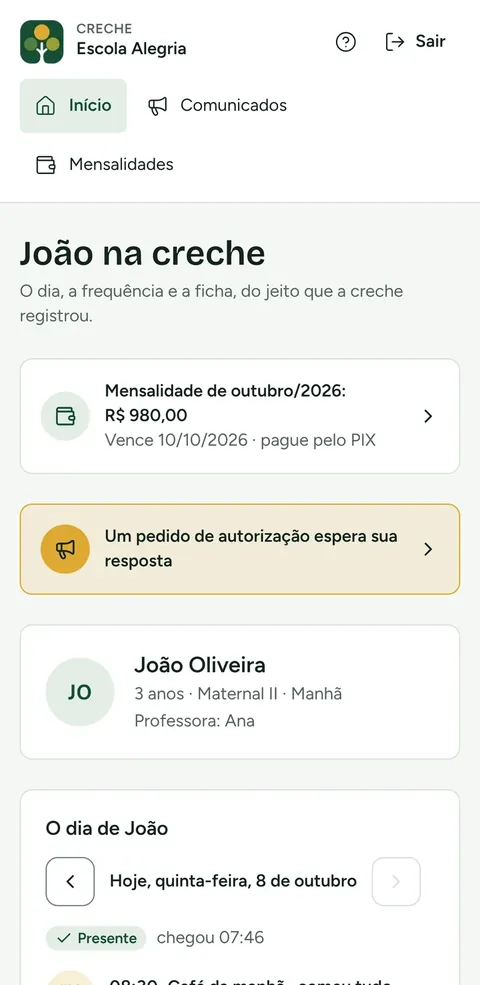 CRECHE
Escola Alegria
Sair
Início
Comunicados
Mensalidades
João na creche
O dia, a frequência e a ficha, do jeito que a creche
registrou.
Mensalidade de outubro/2026:
R$ 980,00
Vence 10/10/2026 · pague pelo PIX
Um pedido de autorização espera sua
resposta
JO
João Oliveira
3 anos · Maternal II · Manhã
Professora: Ana
O dia de João
Hoje, quinta-feira, 8 de outubro
Presente chegou 07:46